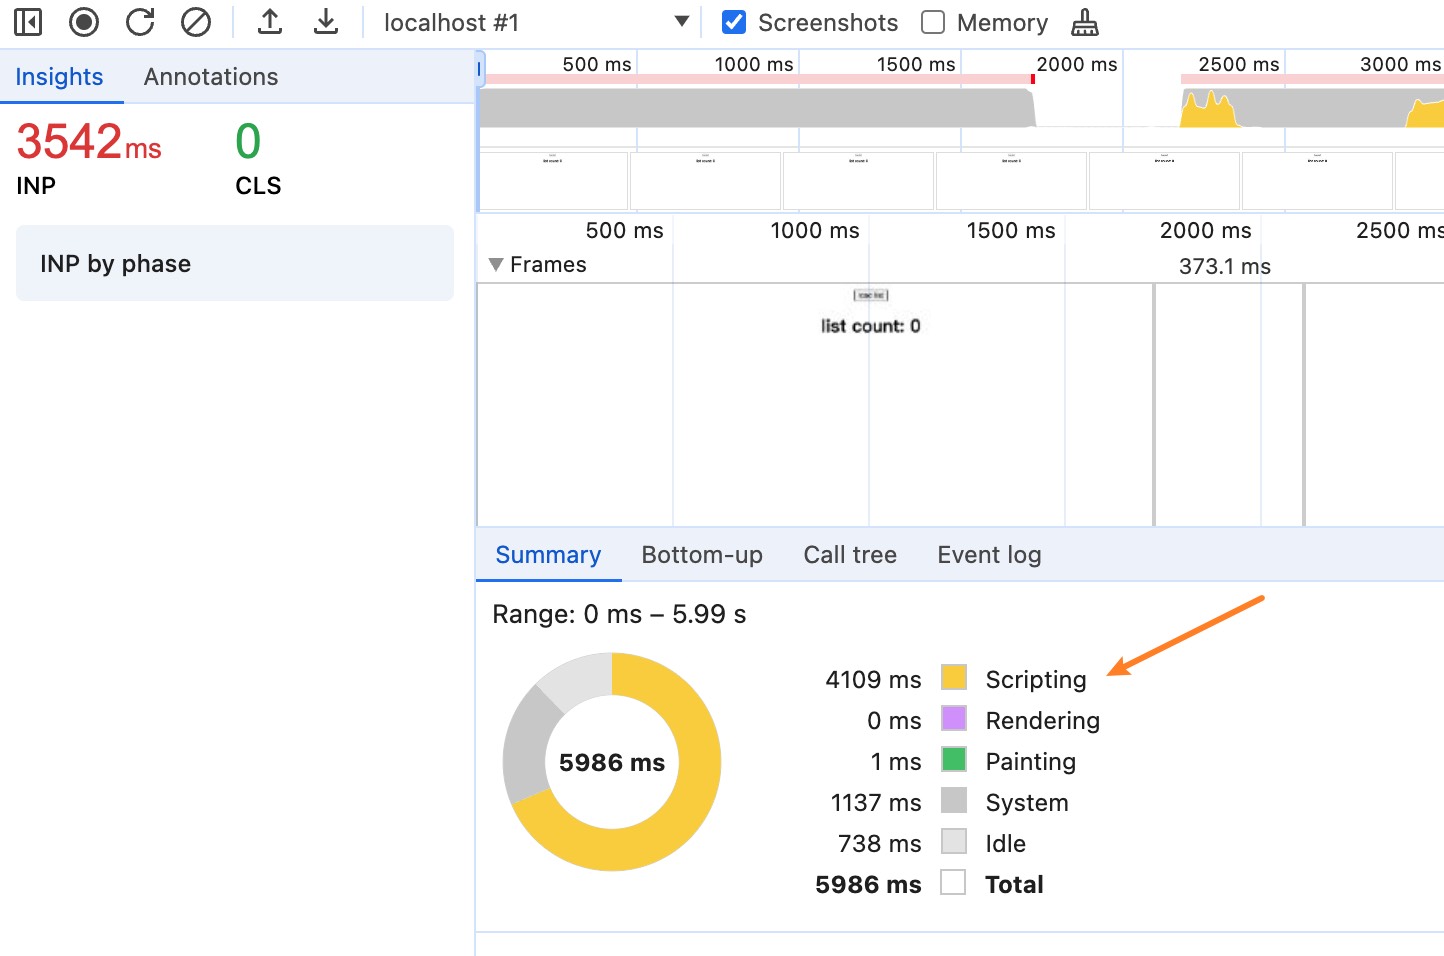 localhost #1
Screenshots
Memory
Insights
Annotations
3542 ms
INP
0
CLS
INP by phase
500 ms
1000 ms
1500 ms
2000 ms
2500 ms
3000 ms
500 ms
1000 ms
1500 ms
2000 ms
2500 ms
Frames
373.1 ms
list count: 0
Summary
Bottom-up
Call tree
Event log
Range: 0 ms – 5.99 s
5986 ms
4109 ms Scripting
0 ms Rendering
1 ms Painting
1137 ms System
738 ms Idle
5986 ms Total